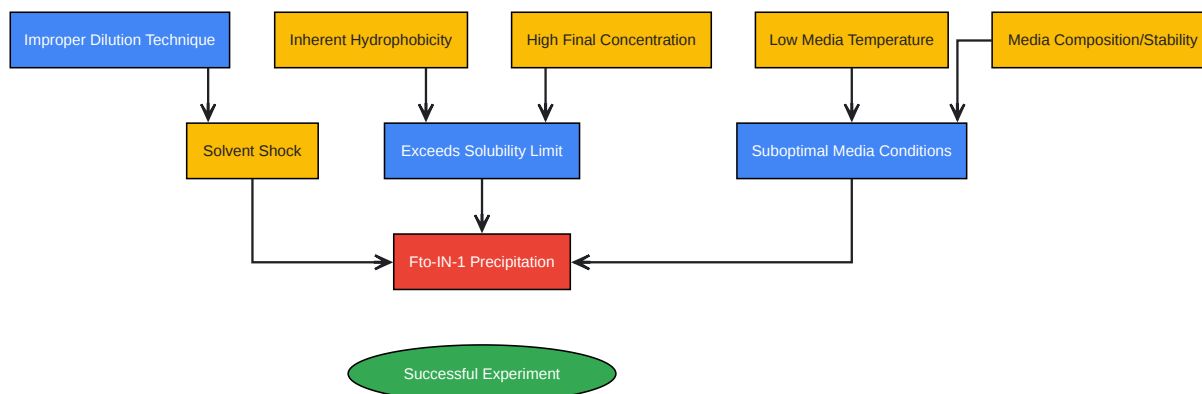 Improper Dilution Technique
Inherent Hydrophobicity
High Final Concentration
Low Media Temperature
Media Composition/Stability
Solvent Shock
Exceeds Solubility Limit
Suboptimal Media Conditions
Fto-IN-1 Precipitation
Successful Experiment